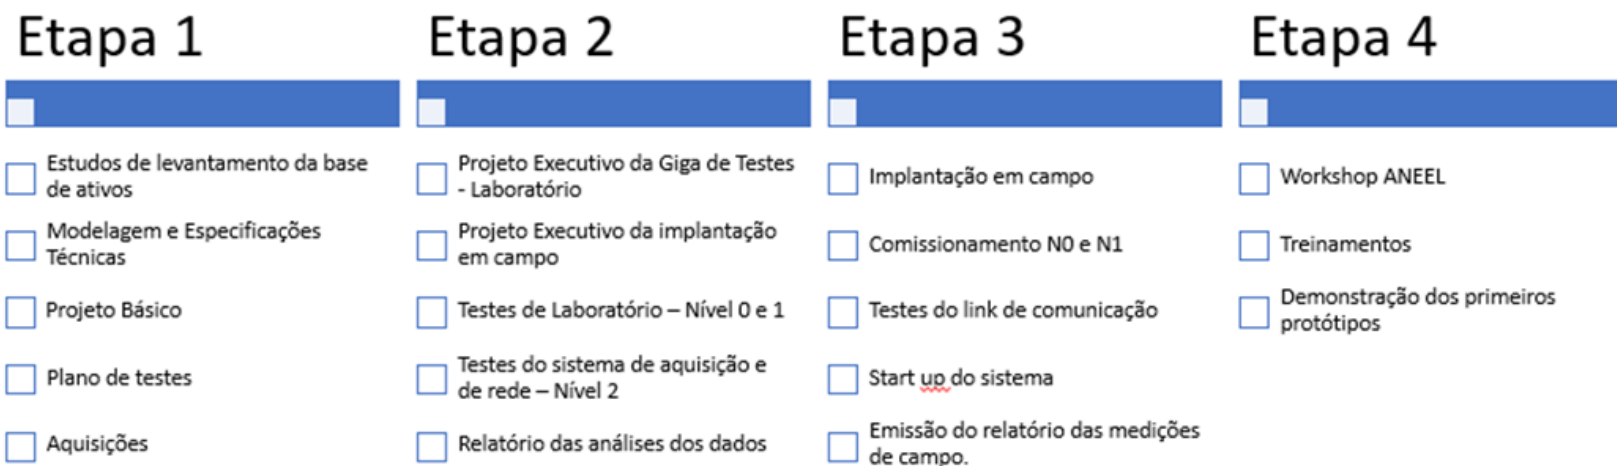 Etapa 1
Estudos de levantamento da base
de ativos
Modelagem e Especificações
Técnicas
Projeto Básico
Plano de testes
Aquisições
Etapa 2
Projeto Executivo da Giga de Testes
- Laboratório
Projeto Executivo da implantação
em campo
Testes de Laboratório – Nível 0 e 1
Testes do sistema de aquisição e
de rede – Nível 2
Relatório das análises dos dados
Etapa 3
Implantação em campo
Comissionamento N0 e N1
Testes do link de comunicação
Start up do sistema
Emissão do relatório das medições
de campo.
Etapa 4
Workshop ANEEL
Treinamentos
Demonstração dos primeiros
protótipos